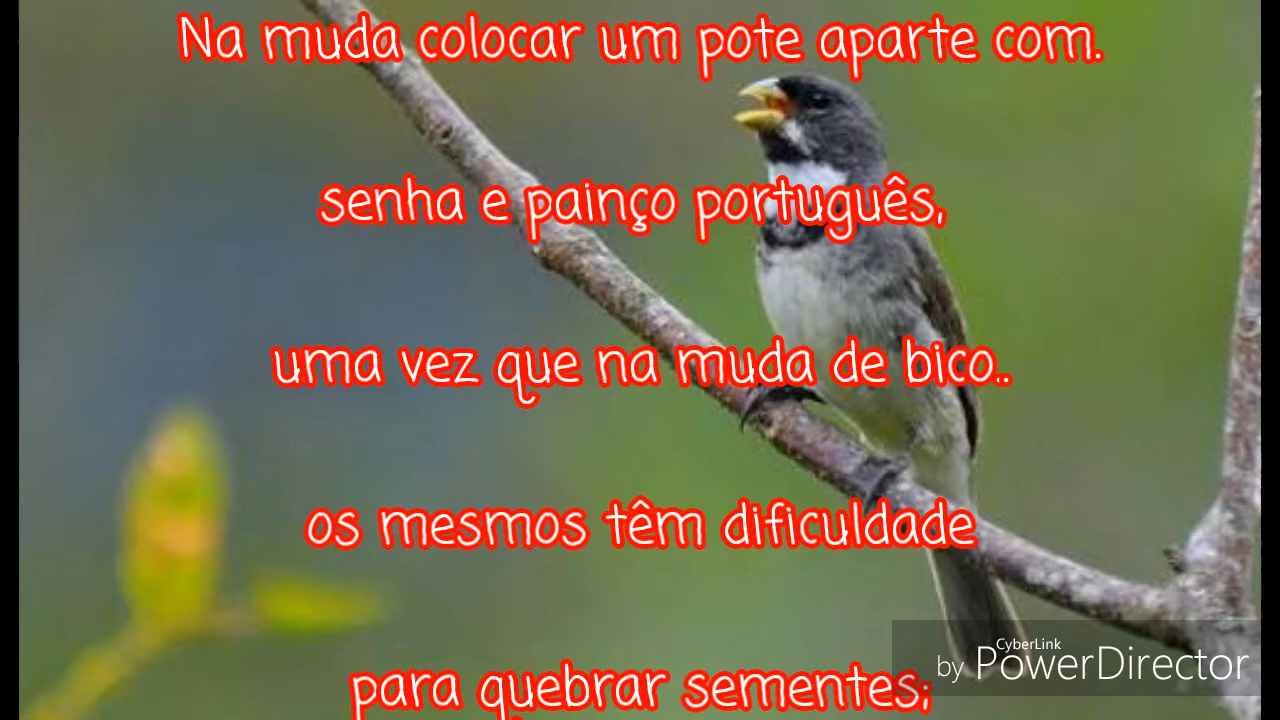 Na muda colocar um pote aparte com.
senha e painço português,
uma vez que na muda de bico..
os mesmos têm dificuldade
para quebrar sementes;
CyberLink
by PowerDirector